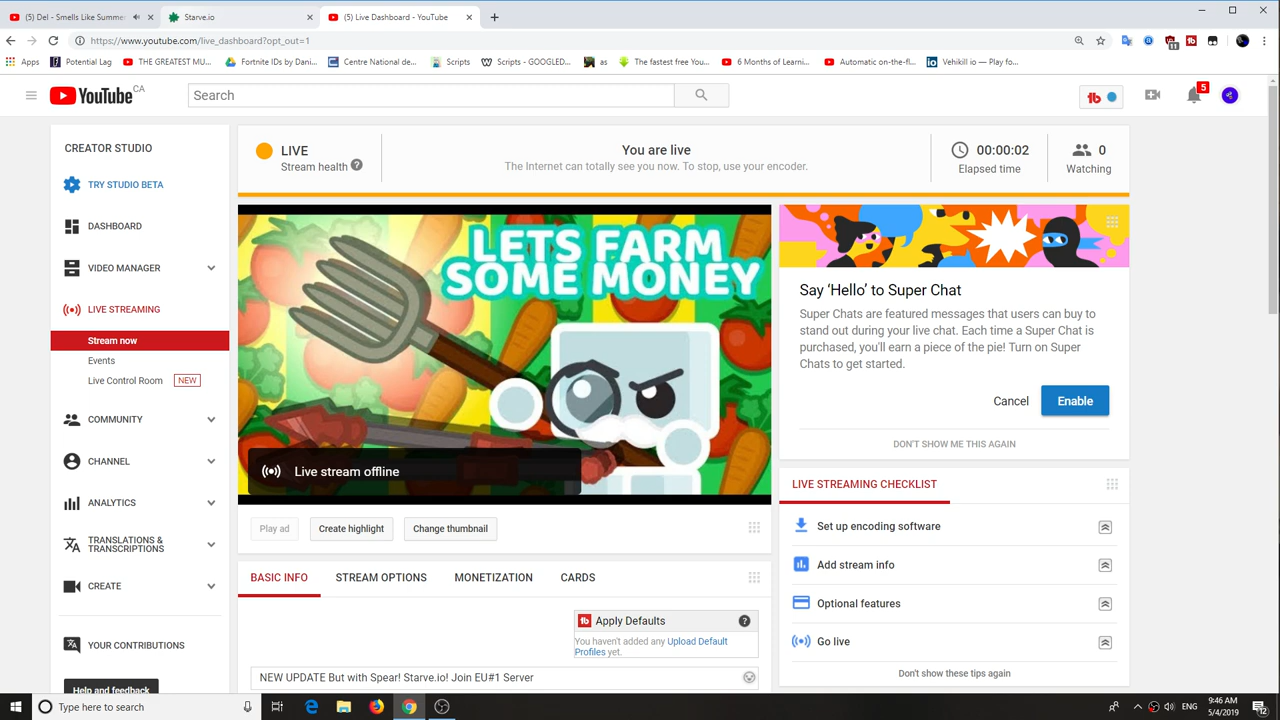 (5) Del - Smells Like Summer
Starve.io
(5) Live Dashboard - YouTube
https://www.youtube.com/live_dashboard?opt_out=1
Apps
Potential Lag
THE GREATEST MU...
Fortnite IDs by Dani...
Centre National de...
Scripts
Scripts - GOOGLED...
as
The fastest free You...
6 Months of Learni...
Automatic on-the-fl...
Vehikill io — Play fo...
YouTube CA
Search
5
CREATOR STUDIO
TRY STUDIO BETA
DASHBOARD
VIDEO MANAGER
LIVE STREAMING
Stream now
Events
Live Control Room NEW
COMMUNITY
CHANNEL
ANALYTICS
TRANSLATIONS &
TRANSCRIPTIONS
CREATE
YOUR CONTRIBUTIONS
Help and feedback
LIVE
Stream health
You are live
The Internet can totally see you now. To stop, use your encoder.
00:00:02
Elapsed time
0
Watching
LETS FARM
SOME MONEY
Live stream offline
Play ad
Create highlight
Change thumbnail
BASIC INFO
STREAM OPTIONS
MONETIZATION
CARDS
Apply Defaults
You haven't added any Upload Default
Profiles yet.
NEW UPDATE But with Spear! Starve.io! Join EU#1 Server
Say ‘Hello’ to Super Chat
Super Chats are featured messages that users can buy to
stand out during your live chat. Each time a Super Chat is
purchased, you'll earn a piece of the pie! Turn on Super
Chats to get started.
Cancel
Enable
DON'T SHOW ME THIS AGAIN
LIVE STREAMING CHECKLIST
Set up encoding software
Add stream info
Optional features
Go live
Don't show these tips again
Type here to search
9:46 AM
5/4/2019
12